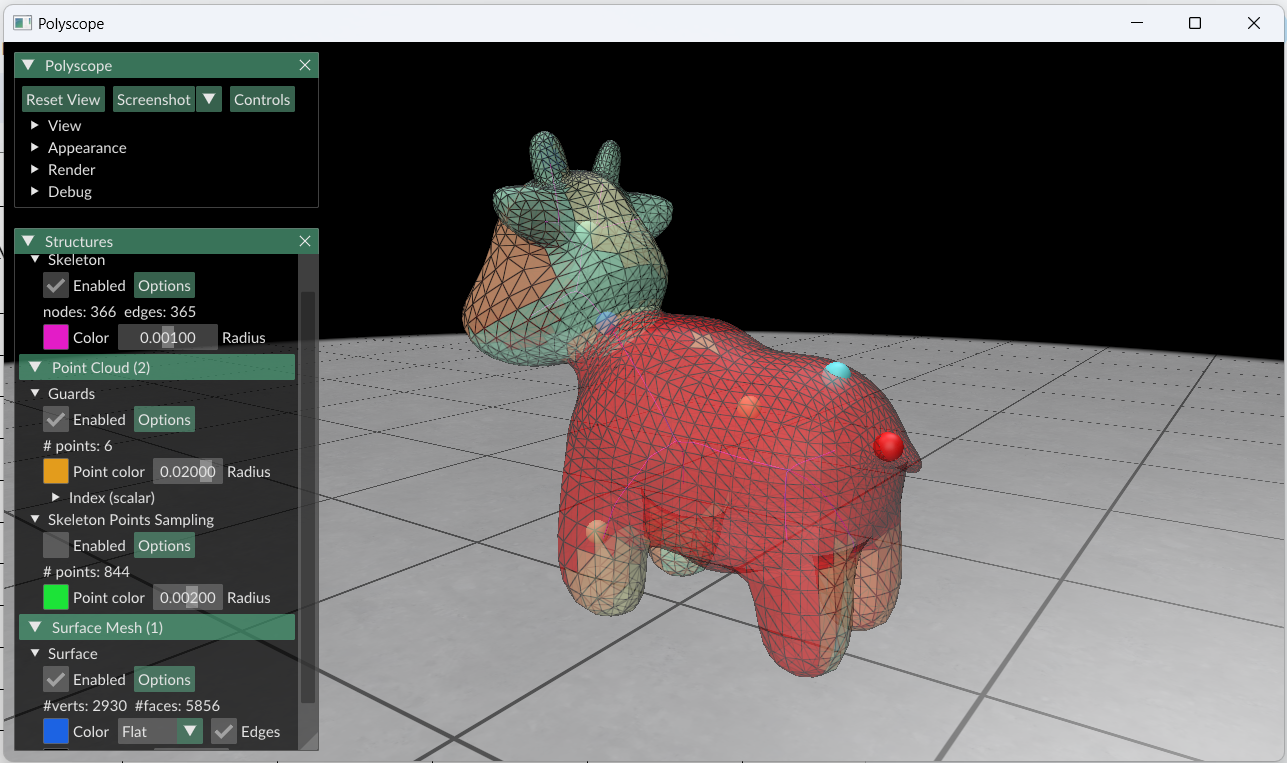 Polyscope
Polyscope
Reset View Screenshot Controls
View
Appearance
Render
Debug
Structures
Skeleton
Enabled Options
nodes: 366 edges: 365
Color 0.00100 Radius
Point Cloud (2)
Guards
Enabled Options
# points: 6
Point color 0.02000 Radius
Index (scalar)
Skeleton Points Sampling
Enabled Options
# points: 844
Point color 0.00200 Radius
Surface Mesh (1)
Surface
Enabled Options
#verts: 2930 #faces: 5856
Color Flat Edges